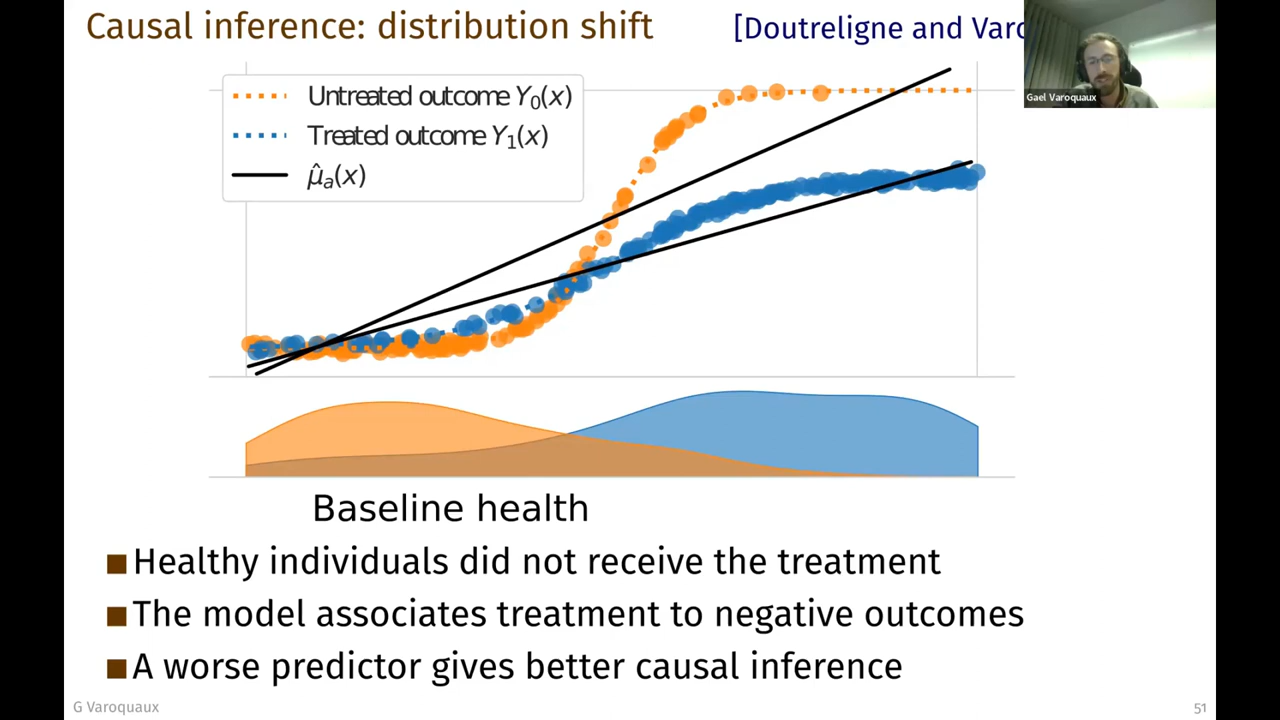 Causal inference: distribution shift
[Doutreligne and Varo
Gael Varoquaux
Untreated outcome Y₀(x)
Treated outcome Y₁(x)
μ̂ₐ(x)
Baseline health
■Healthy individuals did not receive the treatment
■The model associates treatment to negative outcomes
■A worse predictor gives better causal inference
G Varoquaux
51